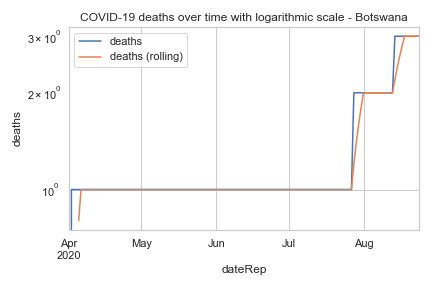 COVID-19 deaths over time with logarithmic scale - Botswana
deaths
deaths (rolling)
3 × 10⁰
2 × 10⁰
10⁰
deaths
Apr
2020
May
Jun
Jul
Aug
dateRep